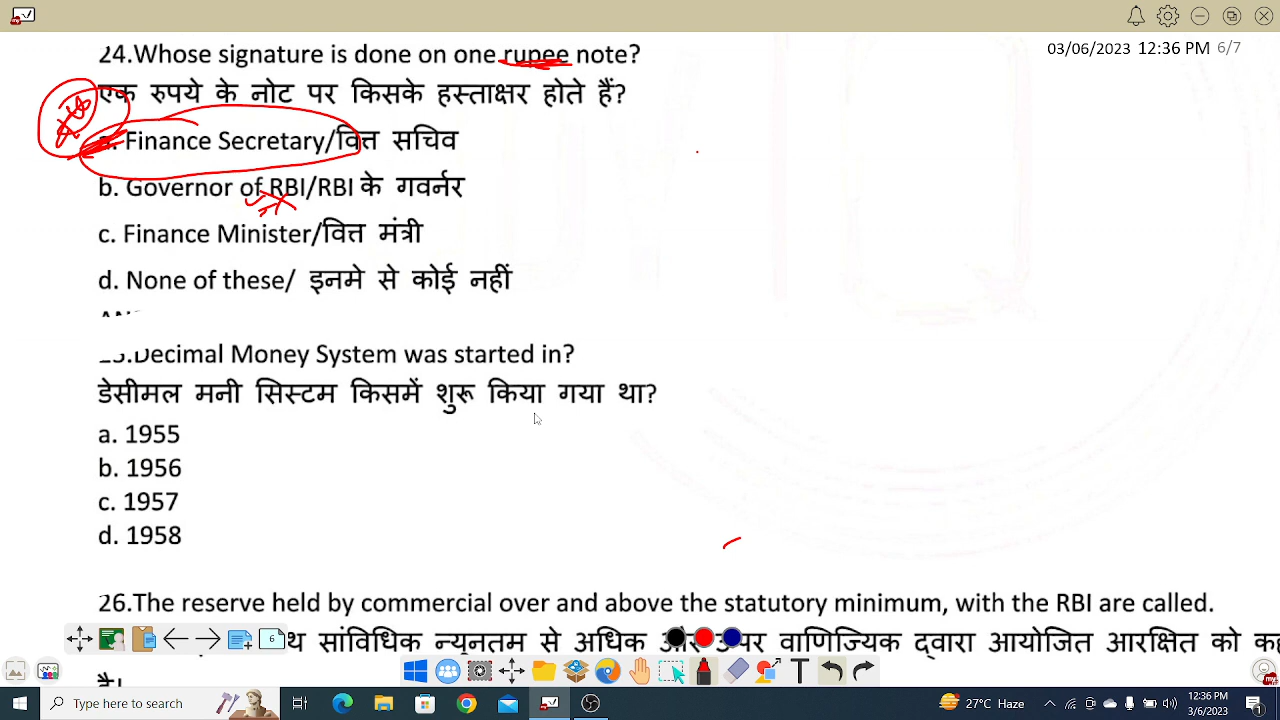 03/06/2023 12:36 PM 6/7
24.Whose signature is done on one rupee note?
एक रुपये के नोट पर किसके हस्ताक्षर होते हैं?
a. Finance Secretary/वित्त सचिव
b. Governor of RBI/RBI के गवर्नर
c. Finance Minister/वित्त मंत्री
d. None of these/ इनमे से कोई नहीं
Decimal Money System was started in?
डेसीमल मनी सिस्टम किसमें शुरू किया गया था?
a. 1955
b. 1956
c. 1957
d. 1958
26.The reserve held by commercial over and above the statutory minimum, with the RBI are called.
सांविधिक न्यूनतम से अधिक और वाणिज्यिक द्वारा आयोजित आरक्षित को
है।
6
Type here to search
27°C Haze
12:36 PM
3/6/2023